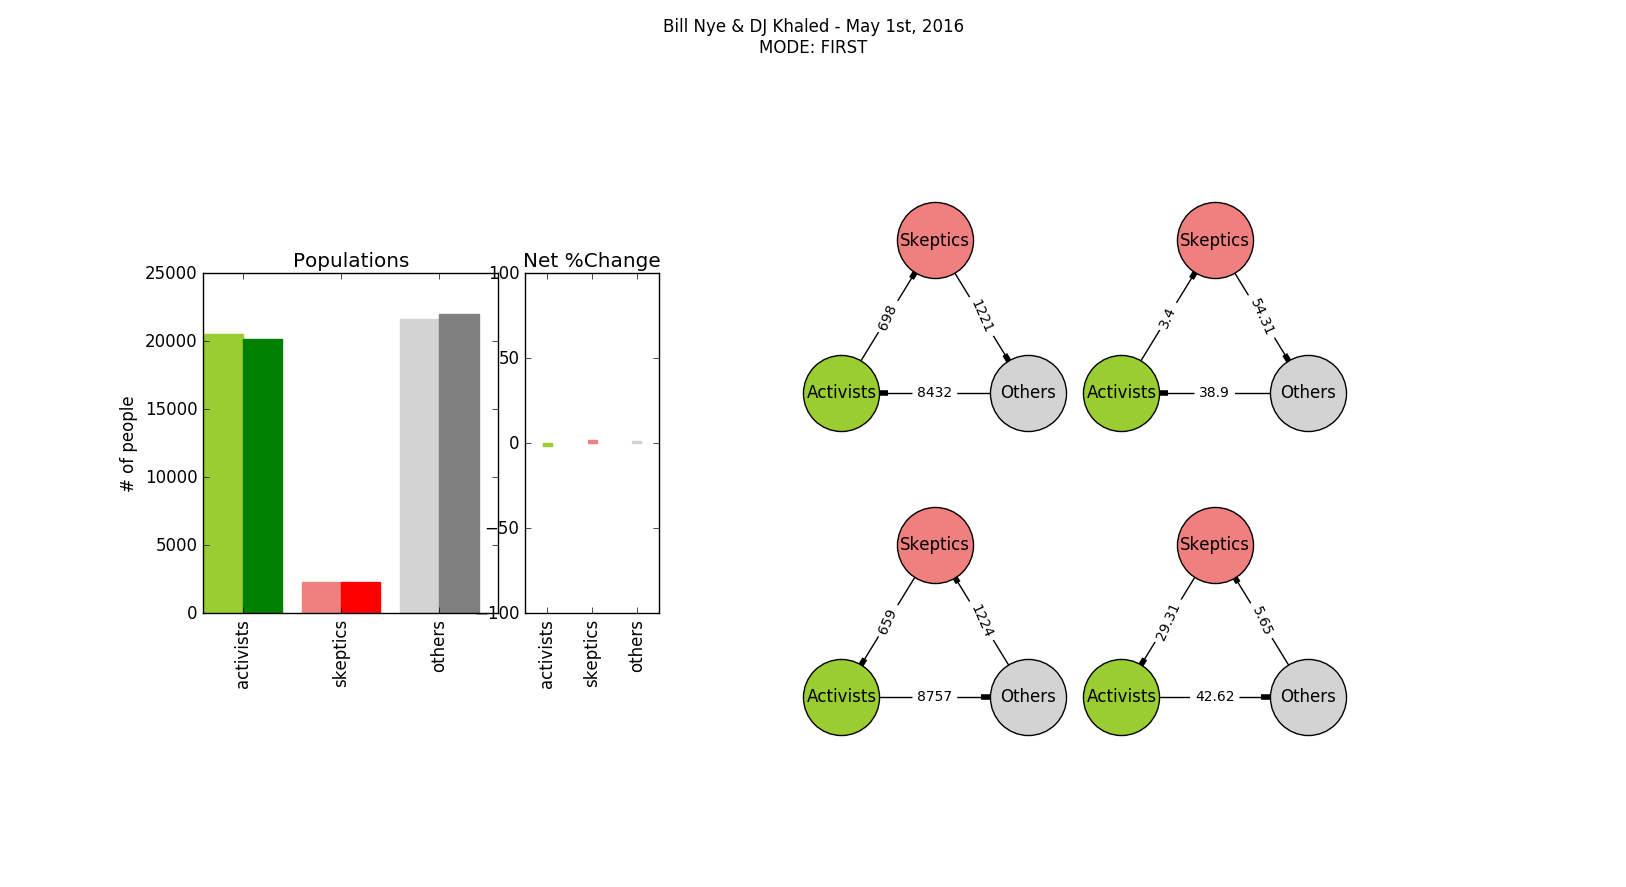 Bill Nye & DJ Khaled - May 1st, 2016
MODE: FIRST
Populations
# of people
25000
20000
15000
10000
5000
0
activists
skeptics
others
Net %Change
100
50
0
−50
−100
activists
skeptics
others
Skeptics
698
1221
Activists
8432
Others
Skeptics
3.4
54.31
Activists
38.9
Others
Skeptics
659
1224
Activists
8757
Others
Skeptics
29.31
5.65
Activists
42.62
Others